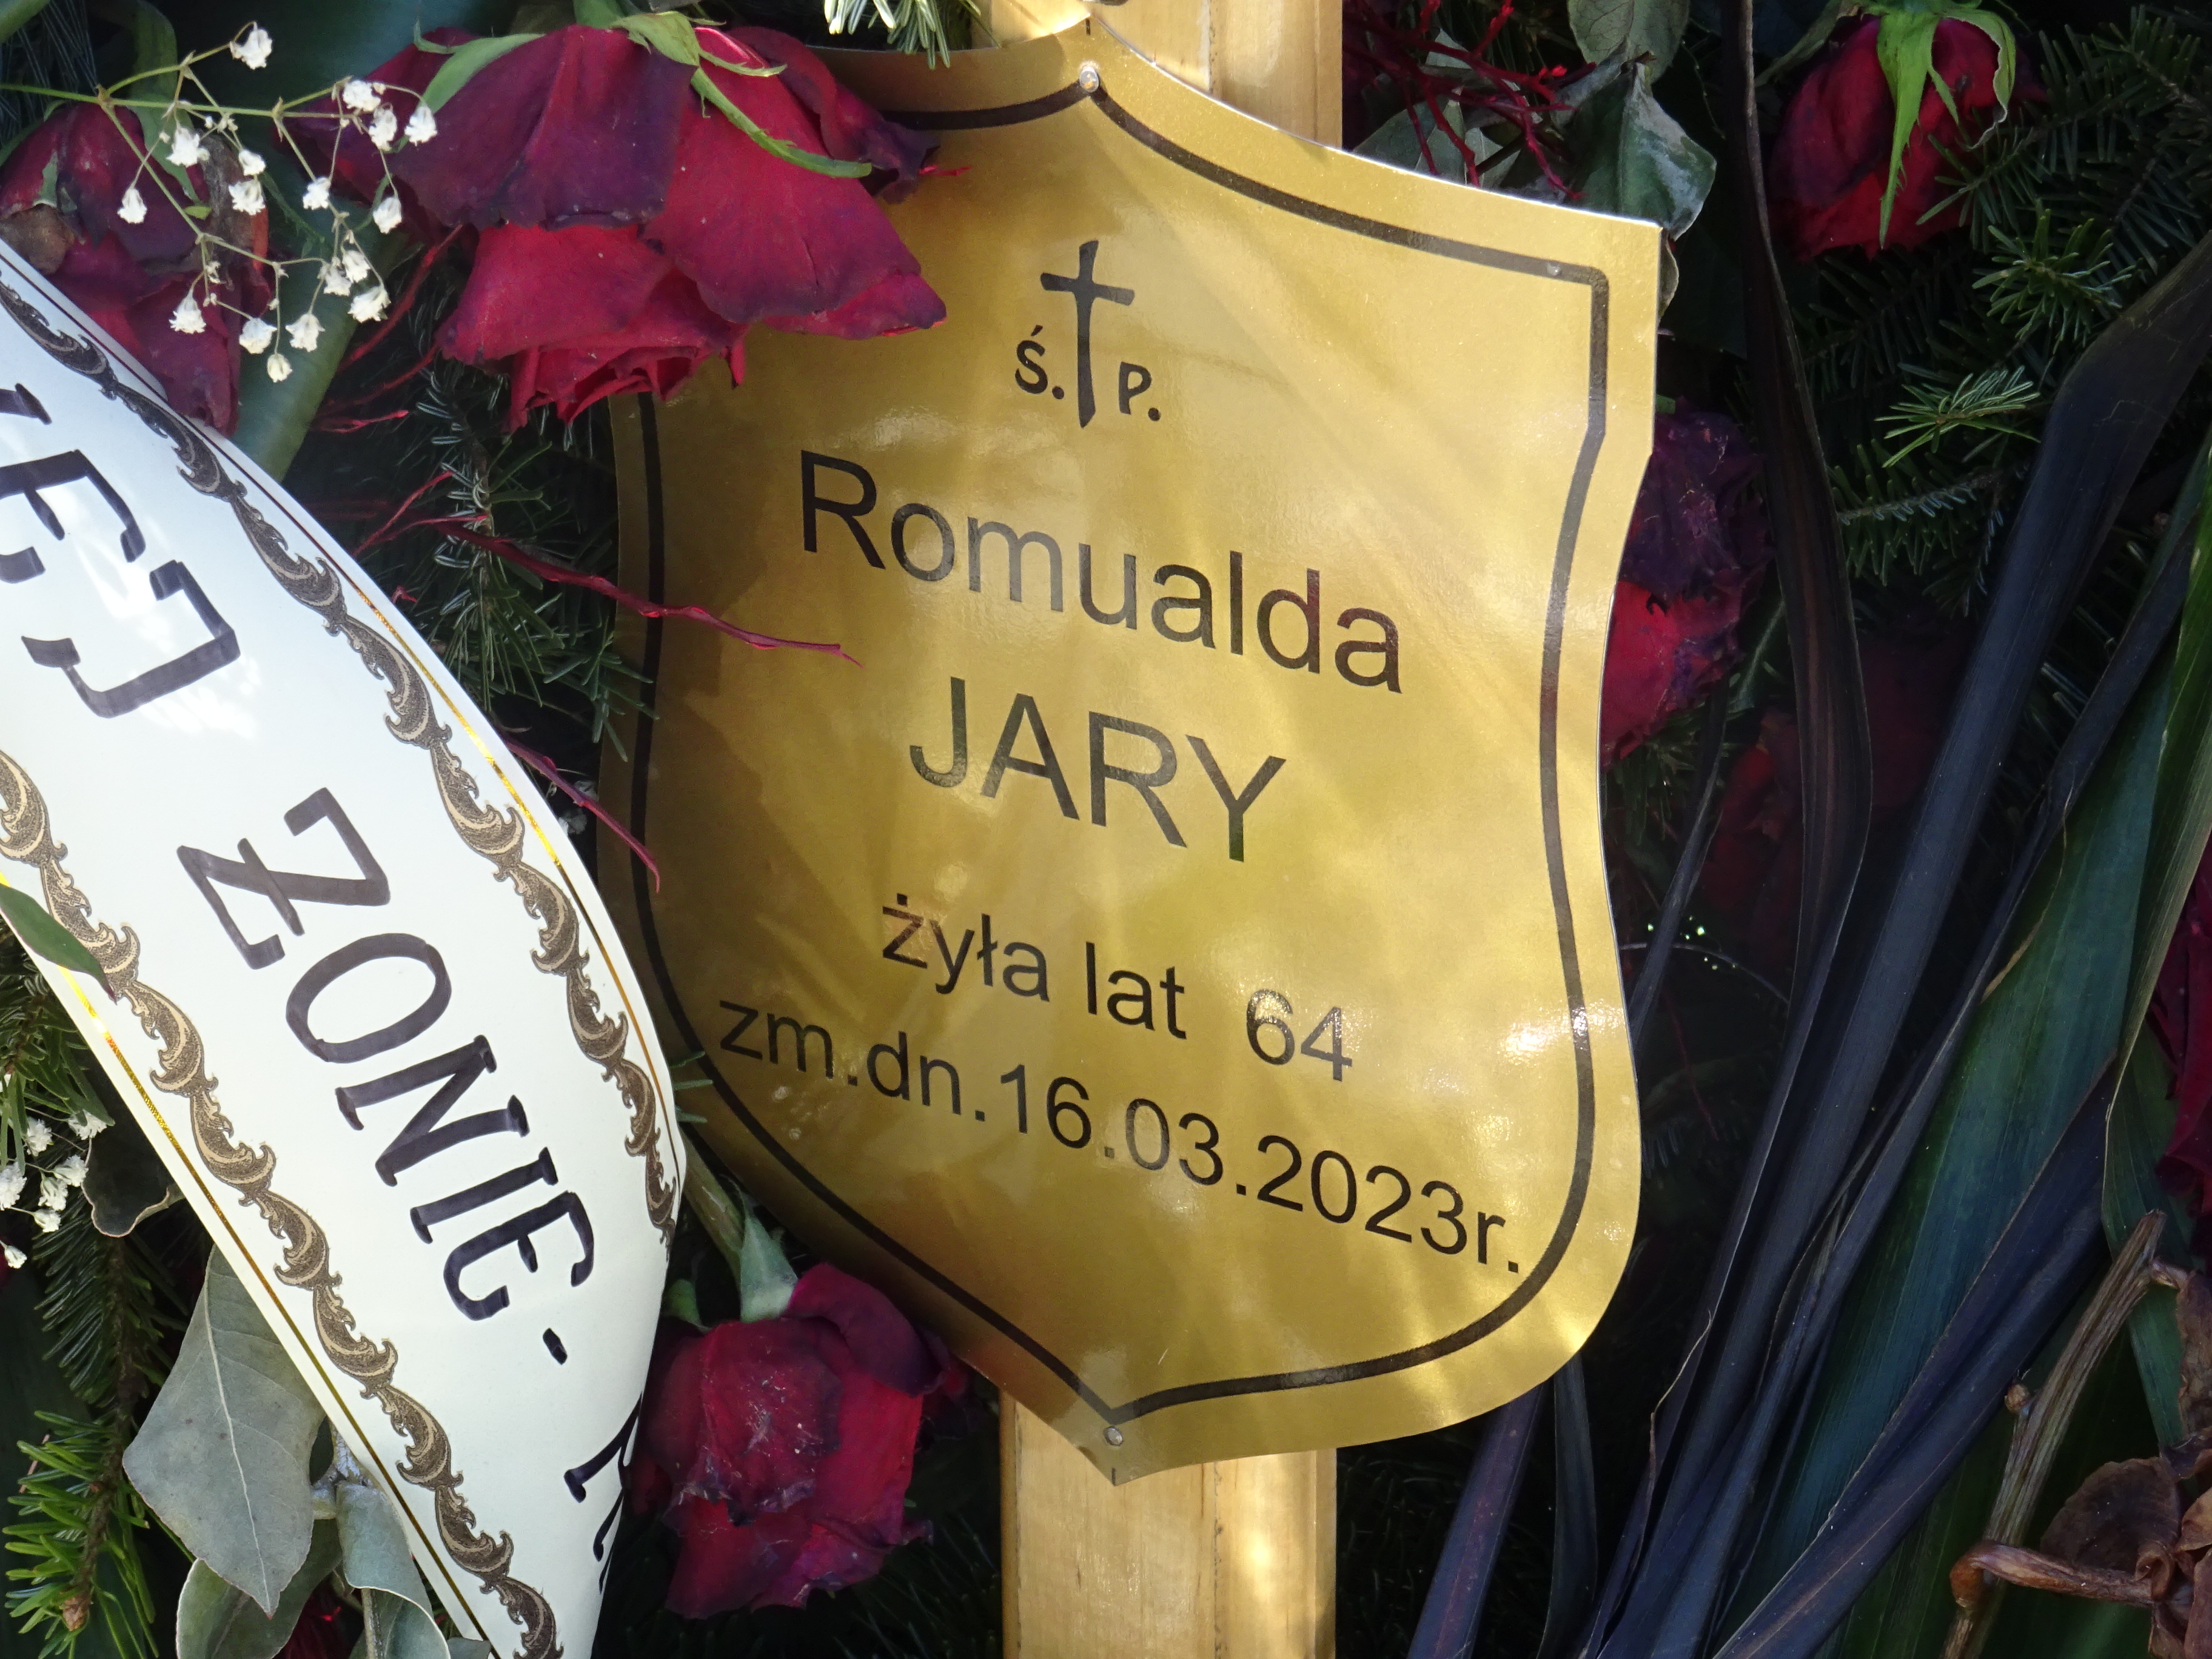 Ś. P.
Romualda
JARY
żyła lat 64
zm.dn.16.03.2023r.
ŻONIE-